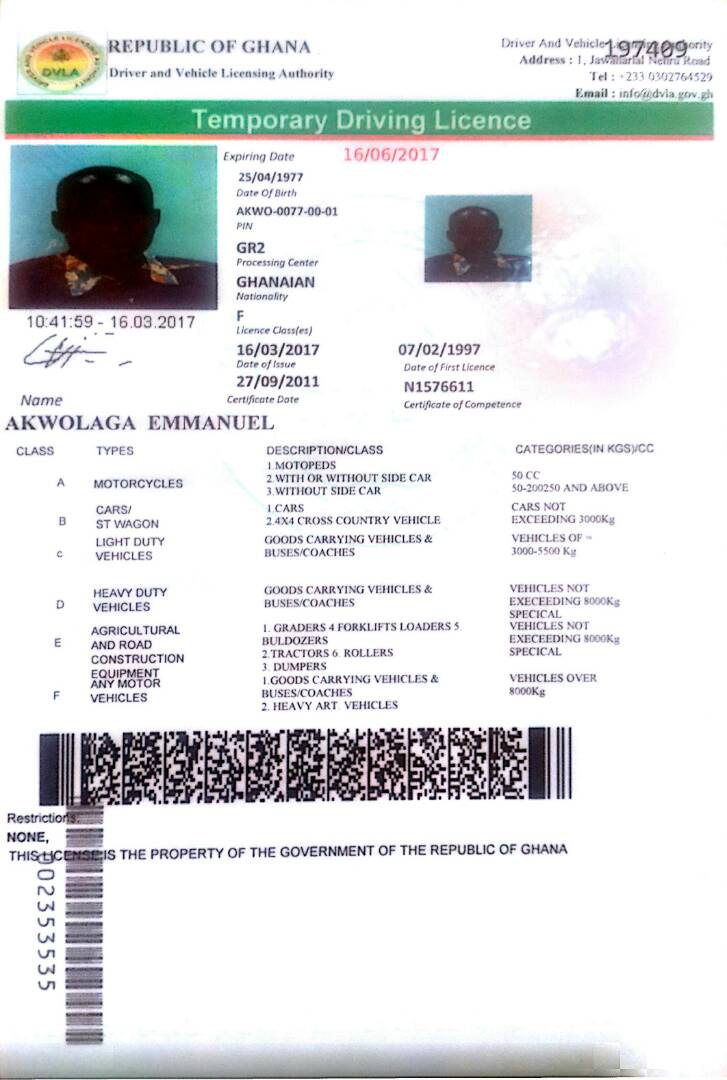 DVLA
REPUBLIC OF GHANA
Driver and Vehicle Licensing Authority
Driver And Vehicle Licensing Authority
197409
Address : 1, Jawaharlal Nehru Road
Tel : +233 0302764529
Email : info@dvla.gov.gh
Temporary Driving Licence
Expiring Date 16/06/2017
25/04/1977
Date Of Birth
AKWO-0077-00-01
PIN
GR2
Processing Center
GHANAIAN
Nationality
F
Licence Class(es)
10:41:59 - 16.03.2017
16/03/2017 07/02/1997
Date of Issue Date of First Licence
27/09/2011 N1576611
Certificate Date Certificate of Competence
Name
AKWOLAGA EMMANUEL
CLASS TYPES DESCRIPTION/CLASS CATEGORIES(IN KGS)/CC
A MOTORCYCLES
1.MOTOPEDS
2.WITH OR WITHOUT SIDE CAR
3.WITHOUT SIDE CAR
50 CC
50-200250 AND ABOVE
B CARS/
ST WAGON
1.CARS
2.4X4 CROSS COUNTRY VEHICLE
CARS NOT
EXCEEDING 3000Kg
C LIGHT DUTY
VEHICLES
GOODS CARRYING VEHICLES &
BUSES/COACHES
VEHICLES OF =
3000-5500 Kg
D HEAVY DUTY
VEHICLES
GOODS CARRYING VEHICLES &
BUSES/COACHES
VEHICLES NOT
EXECEEDING 8000Kg
SPECICAL
E AGRICULTURAL
AND ROAD
CONSTRUCTION
EQUIPMENT
1. GRADERS 4.FORKLIFTS LOADERS 5.
BULDOZERS
2.TRACTORS 6. ROLLERS
3. DUMPERS
VEHICLES NOT
EXECEEDING 8000Kg
SPECICAL
F ANY MOTOR
VEHICLES
1.GOODS CARRYING VEHICLES &
BUSES/COACHES
2. HEAVY ART. VEHICLES
VEHICLES OVER
8000Kg
Restrictions:
NONE,
THIS LICENSE IS THE PROPERTY OF THE GOVERNMENT OF THE REPUBLIC OF GHANA
002353535